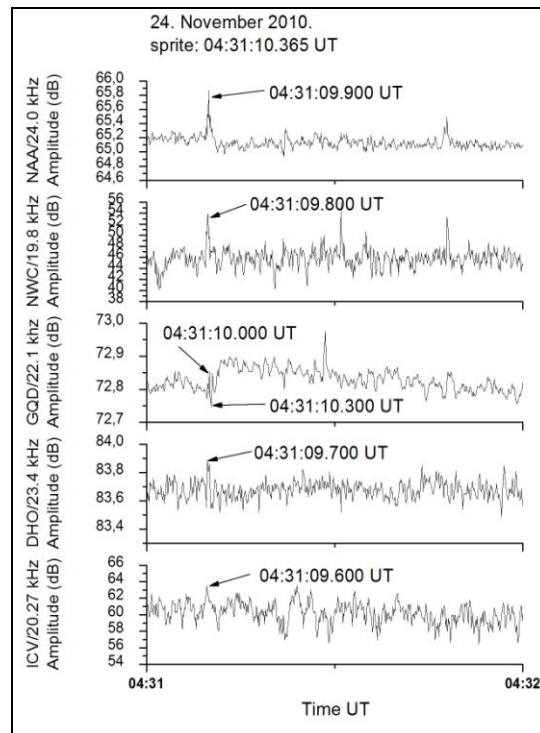 24. November 2010.
sprite: 04:31:10.365 UT
NAA/24.0 kHz
Amplitude (dB)
66,0
65,8
65,6
65,4
65,2
65,0
64,8
64,6
04:31:09.900 UT
NWC/19.8 kHz
Amplitude (dB)
56
54
52
50
48
46
44
42
40
38
04:31:09.800 UT
GQD/22.1 khz
Amplitude (dB)
73,0
72,9
72,8
72,7
04:31:10.000 UT
04:31:10.300 UT
DHO/23.4 kHz
Amplitude (dB)
84,0
83,8
83,6
83,4
04:31:09.700 UT
ICV/20.27 kHz
Amplitude (dB)
66
64
62
60
58
56
54
04:31:09.600 UT
04:31
04:32
Time UT